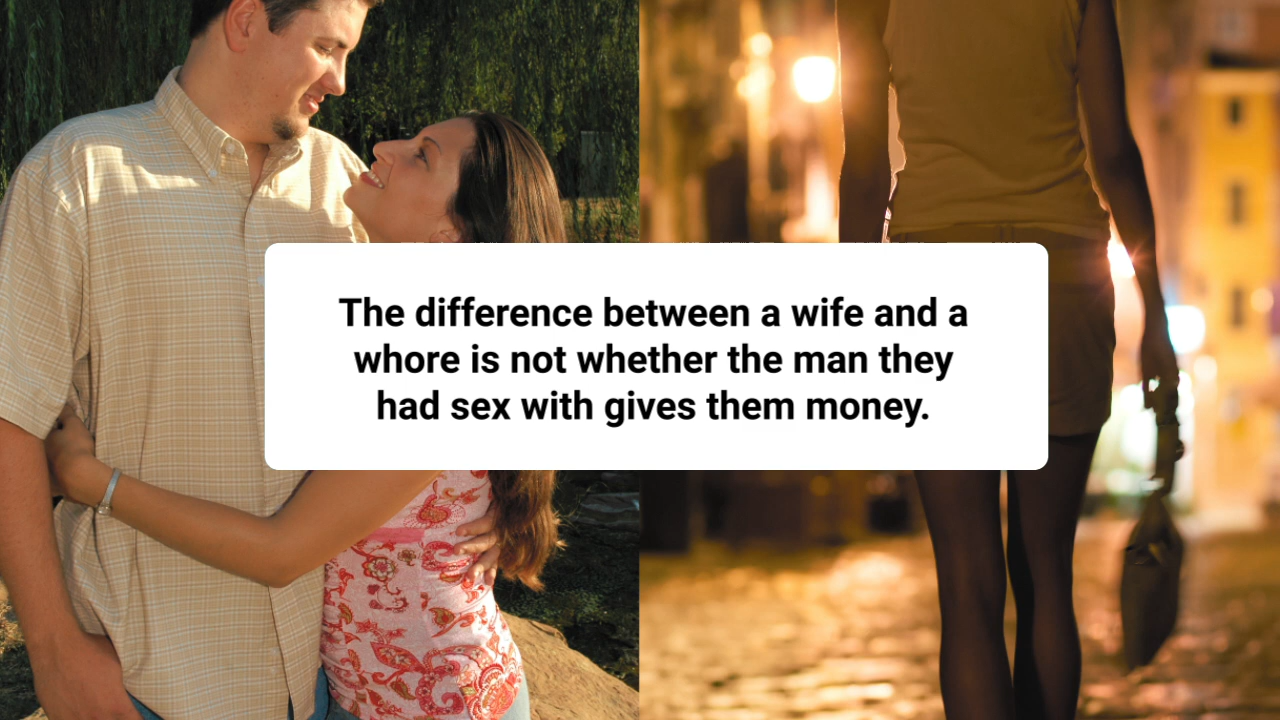 The difference between a wife and a
whore is not whether the man they
had sex with gives them money.